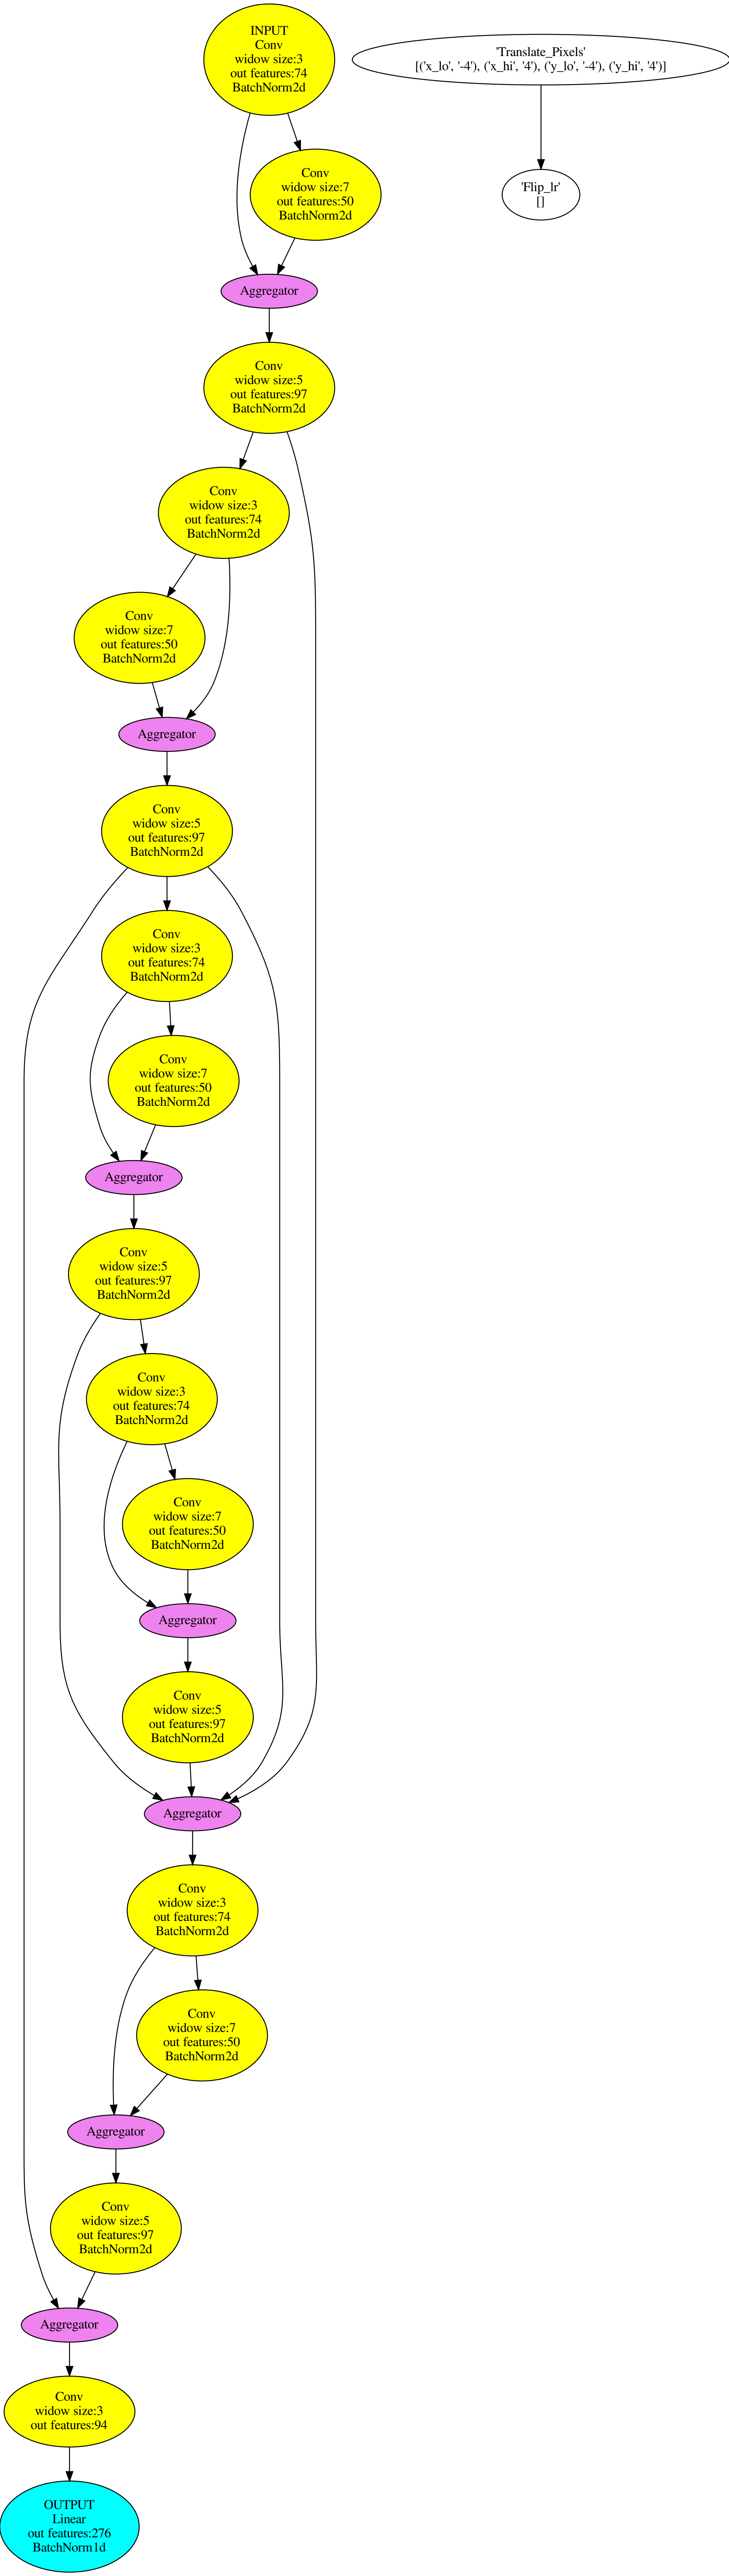 INPUT
Conv
widow size:3
out features:74
BatchNorm2d
'Translate_Pixels'
[('x_lo', '-4'), ('x_hi', '4'), ('y_lo', '-4'), ('y_hi', '4')]
Conv
widow size:7
out features:50
BatchNorm2d
'Flip_lr'
[]
Aggregator
Conv
widow size:5
out features:97
BatchNorm2d
Conv
widow size:3
out features:74
BatchNorm2d
Conv
widow size:7
out features:50
BatchNorm2d
Aggregator
Conv
widow size:5
out features:97
BatchNorm2d
Conv
widow size:3
out features:74
BatchNorm2d
Conv
widow size:7
out features:50
BatchNorm2d
Aggregator
Conv
widow size:5
out features:97
BatchNorm2d
Conv
widow size:3
out features:74
BatchNorm2d
Conv
widow size:7
out features:50
BatchNorm2d
Aggregator
Conv
widow size:5
out features:97
BatchNorm2d
Aggregator
Conv
widow size:3
out features:74
BatchNorm2d
Conv
widow size:7
out features:50
BatchNorm2d
Aggregator
Conv
widow size:5
out features:97
BatchNorm2d
Aggregator
Conv
widow size:3
out features:94
OUTPUT
Linear
out features:276
BatchNorm1d